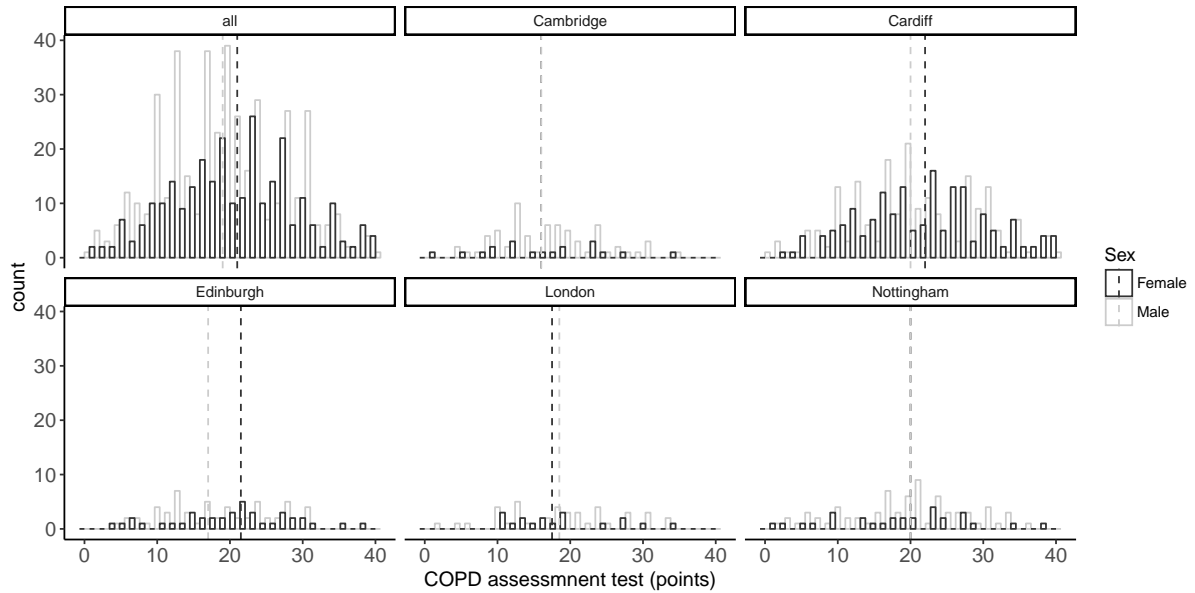 all Cambridge Cardiff
40
30
20
10
0
count
Edinburgh London Nottingham
40
30
20
10
0
0 10 20 30 40 0 10 20 30 40 0 10 20 30 40
COPD assessmnent test (points)
Sex
Female
Male